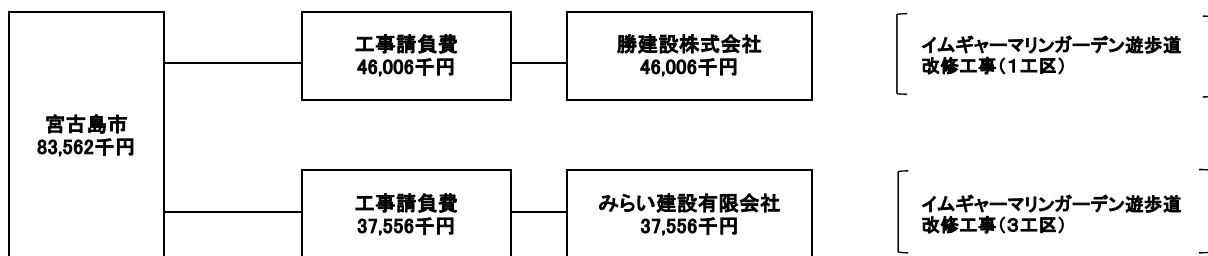 宮古島市
83,562千円
工事請負費
46,006千円
勝建設株式会社
46,006千円
イムギャーマリンガーデン遊歩道
改修工事(1工区)
工事請負費
37,556千円
みらい建設有限会社
37,556千円
イムギャーマリンガーデン遊歩道
改修工事(3工区)